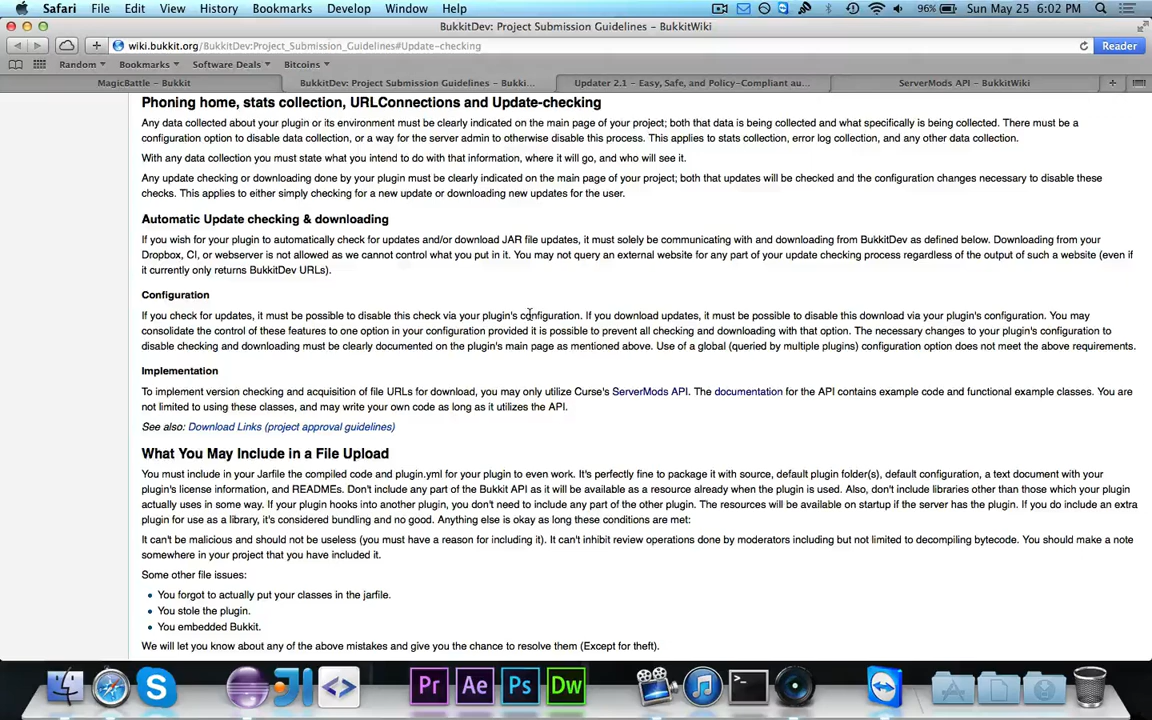 Safari File Edit View History Bookmarks Develop Window Help 96% Sun May 25 6:02 PM
BukkitDev: Project Submission Guidelines - BukkitWiki
wiki.bukkit.org/BukkitDev:Project_Submission_Guidelines#Update-checking Reader
Random Bookmarks Software Deals Bitcoins
MagicBattle - Bukkit BukkitDev: Project Submission Guidelines - Bukki... Updater 2.1 - Easy, Safe, and Policy-Compliant au... ServerMods API - BukkitWiki
Phoning home, stats collection, URLConnections and Update-checking
Any data collected about your plugin or its environment must be clearly indicated on the main page of your project; both that data is being collected and what specifically is being collected. There must be a
configuration option to disable data collection, or a way for the server admin to otherwise disable this process. This applies to stats collection, error log collection, and any other data collection.
With any data collection you must state what you intend to do with that information, where it will go, and who will see it.
Any update checking or downloading done by your plugin must be clearly indicated on the main page of your project; both that updates will be checked and the configuration changes necessary to disable these
checks. This applies to either simply checking for a new update or downloading new updates for the user.
Automatic Update checking & downloading
If you wish for your plugin to automatically check for updates and/or download JAR file updates, it must solely be communicating with and downloading from BukkitDev as defined below. Downloading from your
Dropbox, CI, or webserver is not allowed as we cannot control what you put in it. You may not query an external website for any part of your update checking process regardless of the output of such a website (even if
it currently only returns BukkitDev URLs).
Configuration
If you check for updates, it must be possible to disable this check via your plugin's configuration. If you download updates, it must be possible to disable this download via your plugin's configuration. You may
consolidate the control of these features to one option in your configuration provided it is possible to prevent all checking and downloading with that option. The necessary changes to your plugin's configuration to
disable checking and downloading must be clearly documented on the plugin's main page as mentioned above. Use of a global (queried by multiple plugins) configuration option does not meet the above requirements.
Implementation
To implement version checking and acquisition of file URLs for download, you may only utilize Curse's ServerMods API. The documentation for the API contains example code and functional example classes. You are
not limited to using these classes, and may write your own code as long as it utilizes the API.
See also: Download Links (project approval guidelines)
What You May Include in a File Upload
You must include in your Jarfile the compiled code and plugin.yml for your plugin to even work. It's perfectly fine to package it with source, default plugin folder(s), default configuration, a text document with your
plugin's license information, and READMEs. Don't include any part of the Bukkit API as it will be available as a resource already when the plugin is used. Also, don't include libraries other than those which your plugin
actually uses in some way. If your plugin hooks into another plugin, you don't need to include any part of the other plugin. The resources will be available on startup if the server has the plugin. If you do include an extra
plugin for use as a library, it's considered bundling and no good. Anything else is okay as long these conditions are met:
It can't be malicious and should not be useless (you must have a reason for including it). It can't inhibit review operations done by moderators including but not limited to decompiling bytecode. You should make a note
somewhere in your project that you have included it.
Some other file issues:
You forgot to actually put your classes in the jarfile.
You stole the plugin.
You embedded Bukkit.
We will let you know about any of the above mistakes and give you the chance to resolve them (Except for theft).
Pr Ae Ps Dw